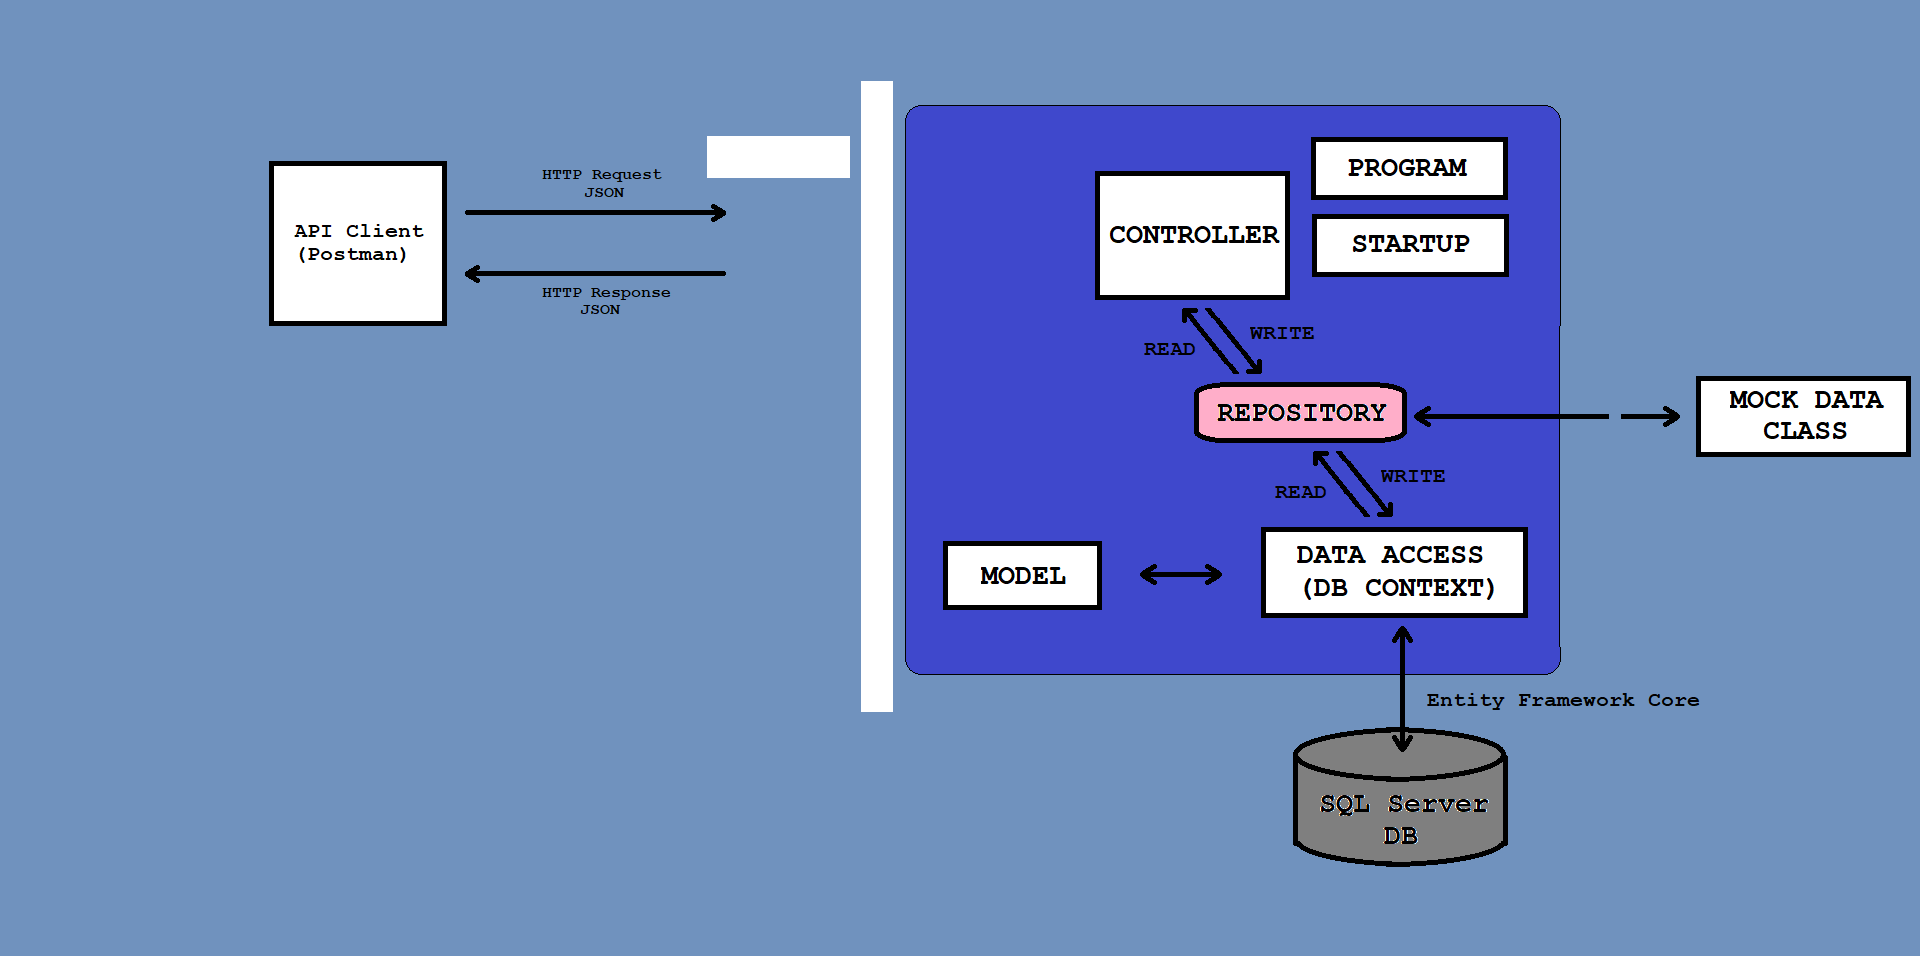 HTTP Request
JSON
API Client
(Postman)
HTTP Response
JSON
PROGRAM
CONTROLLER
STARTUP
READ
WRITE
REPOSITORY
MOCK DATA
CLASS
READ
WRITE
MODEL
DATA ACCESS
(DB CONTEXT)
Entity Framework Core
SQL Server
DB